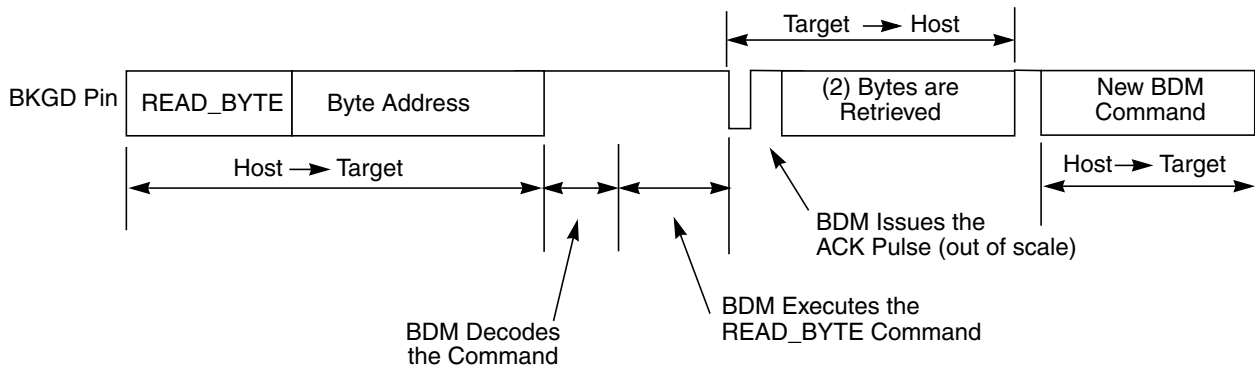 Target → Host
BKGD Pin
READ_BYTE
Byte Address
(2) Bytes are
Retrieved
New BDM
Command
Host → Target
Host → Target
BDM Issues the
ACK Pulse (out of scale)
BDM Decodes
the Command
BDM Executes the
READ_BYTE Command